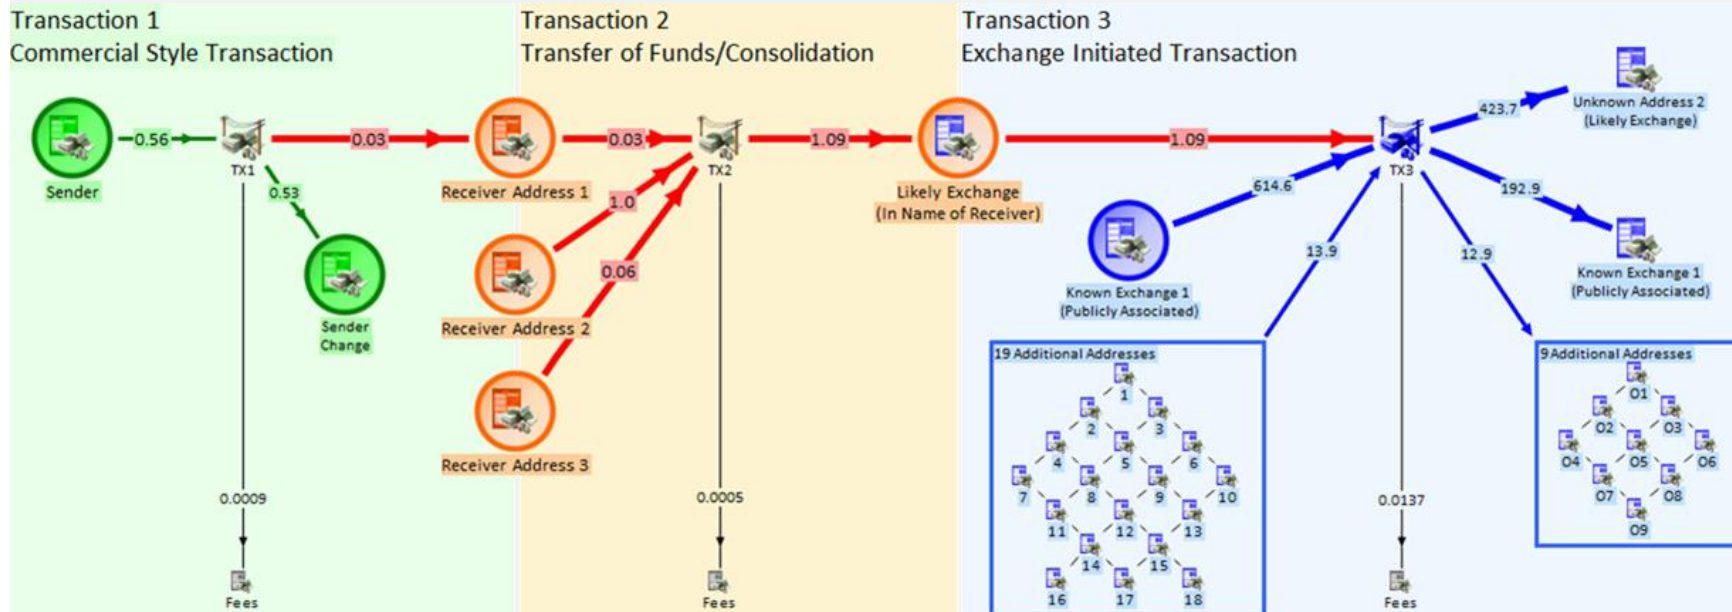 Transaction 1
Commercial Style Transaction
Transaction 2
Transfer of Funds/Consolidation
Transaction 3
Exchange Initiated Transaction
Sender
0.56
TX1
0.03
0.53
Sender
Change
0.0009
Fees
Receiver Address 1
Receiver Address 2
Receiver Address 3
0.03
1.0
0.06
TX2
1.09
0.0005
Fees
Likely Exchange
(In Name of Receiver)
1.09
614.6
Known Exchange 1
(Publicly Associated)
13.9
TX3
423.7
Unknown Address 2
(Likely Exchange)
192.9
Known Exchange 1
(Publicly Associated)
12.9
0.0137
Fees
19 Additional Addresses
1
2 3
4 5 6
7 8 9 10
11 12 13
14 15
16 17 18
9 Additional Addresses
O1
O2 O3
O4 O5 O6
O7 O8
O9